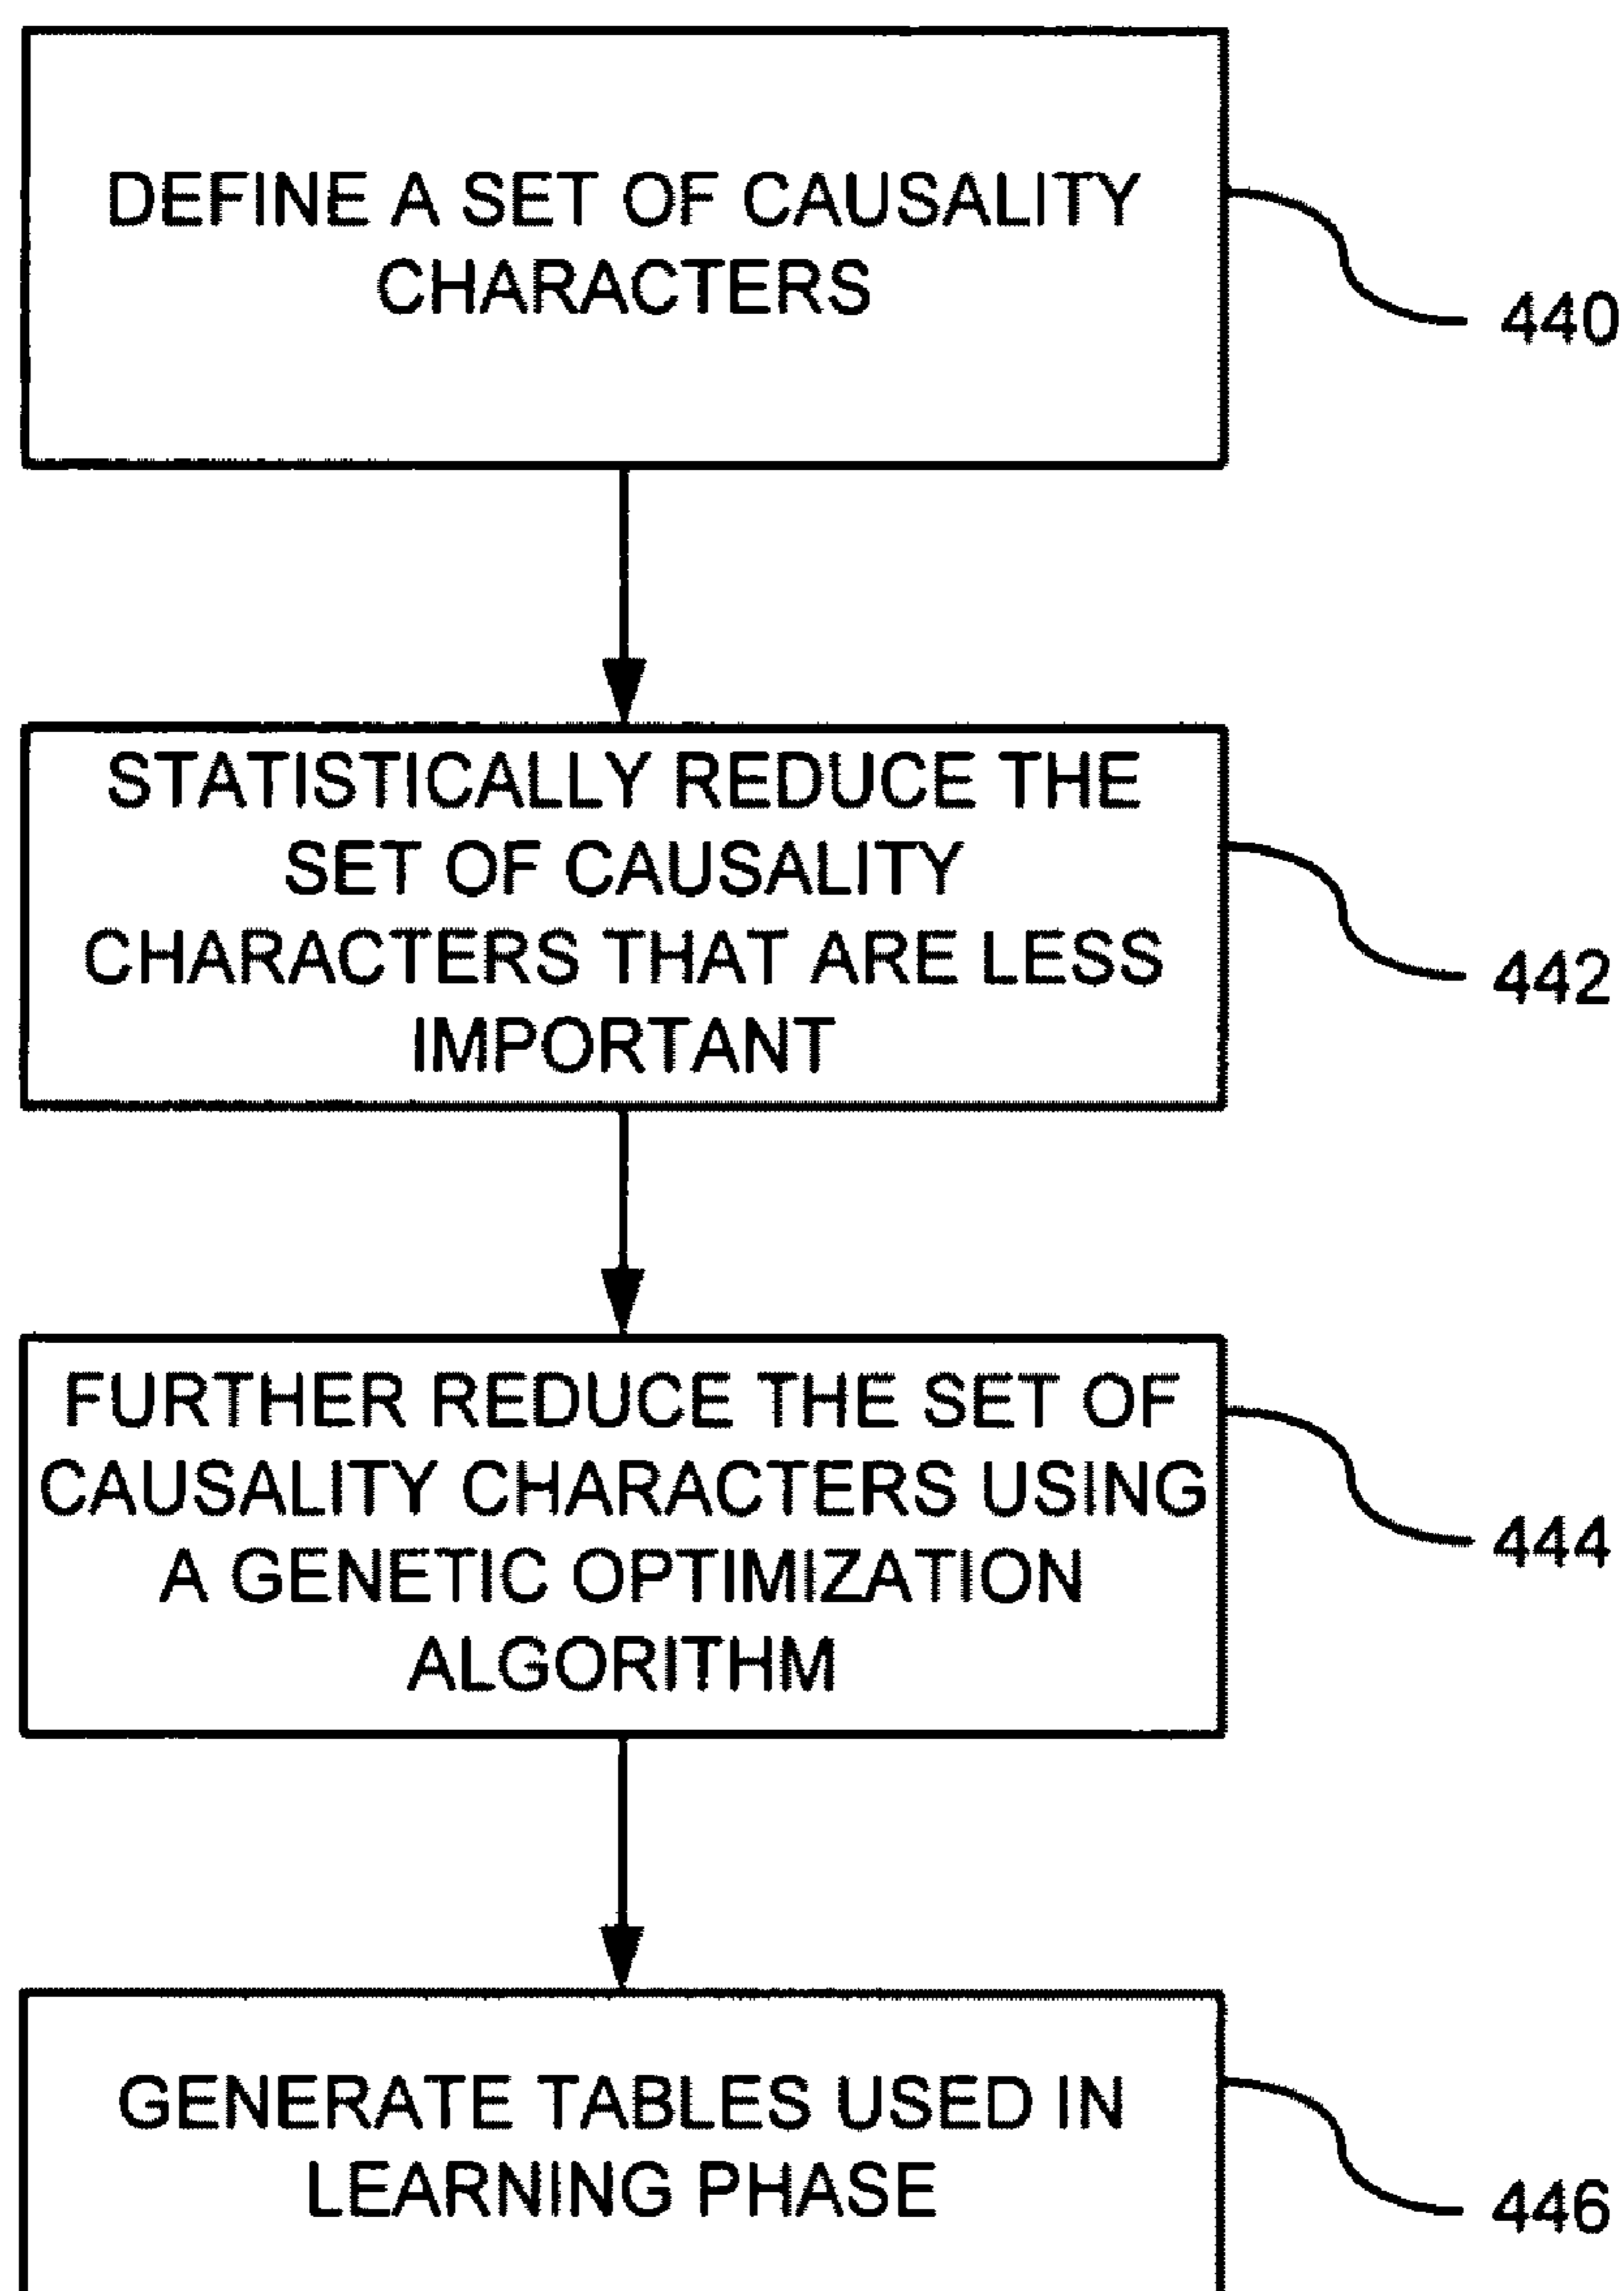 DEFINE A SET OF CAUSALITY
CHARACTERS
440
STATISTICALLY REDUCE THE
SET OF CAUSALITY
CHARACTERS THAT ARE LESS
IMPORTANT
442
FURTHER REDUCE THE SET OF
CAUSALITY CHARACTERS USING
A GENETIC OPTIMIZATION
ALGORITHM
444
GENERATE TABLES USED IN
LEARNING PHASE
446